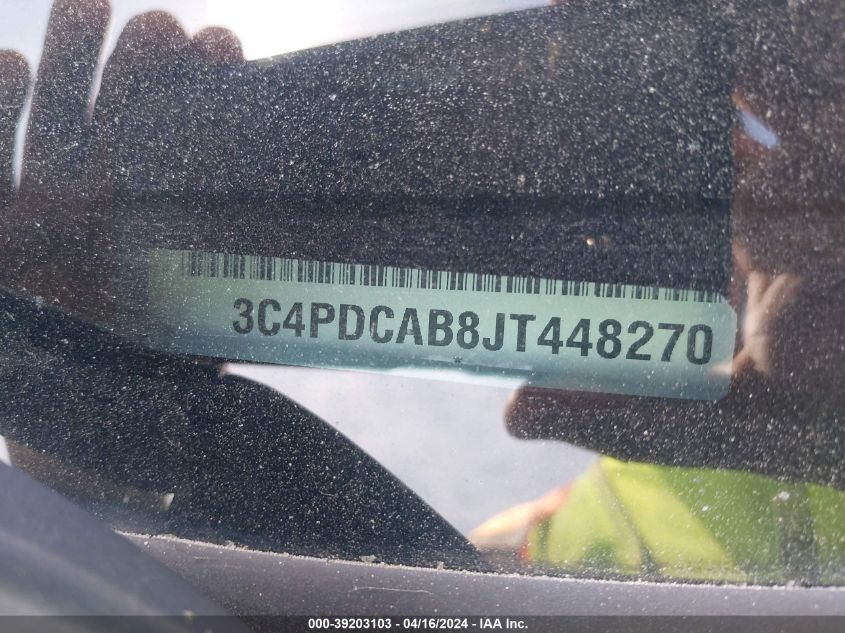 3C4PDCAB8JT448270
*
000-39203103 - 04/16/2024 - IAA Inc.